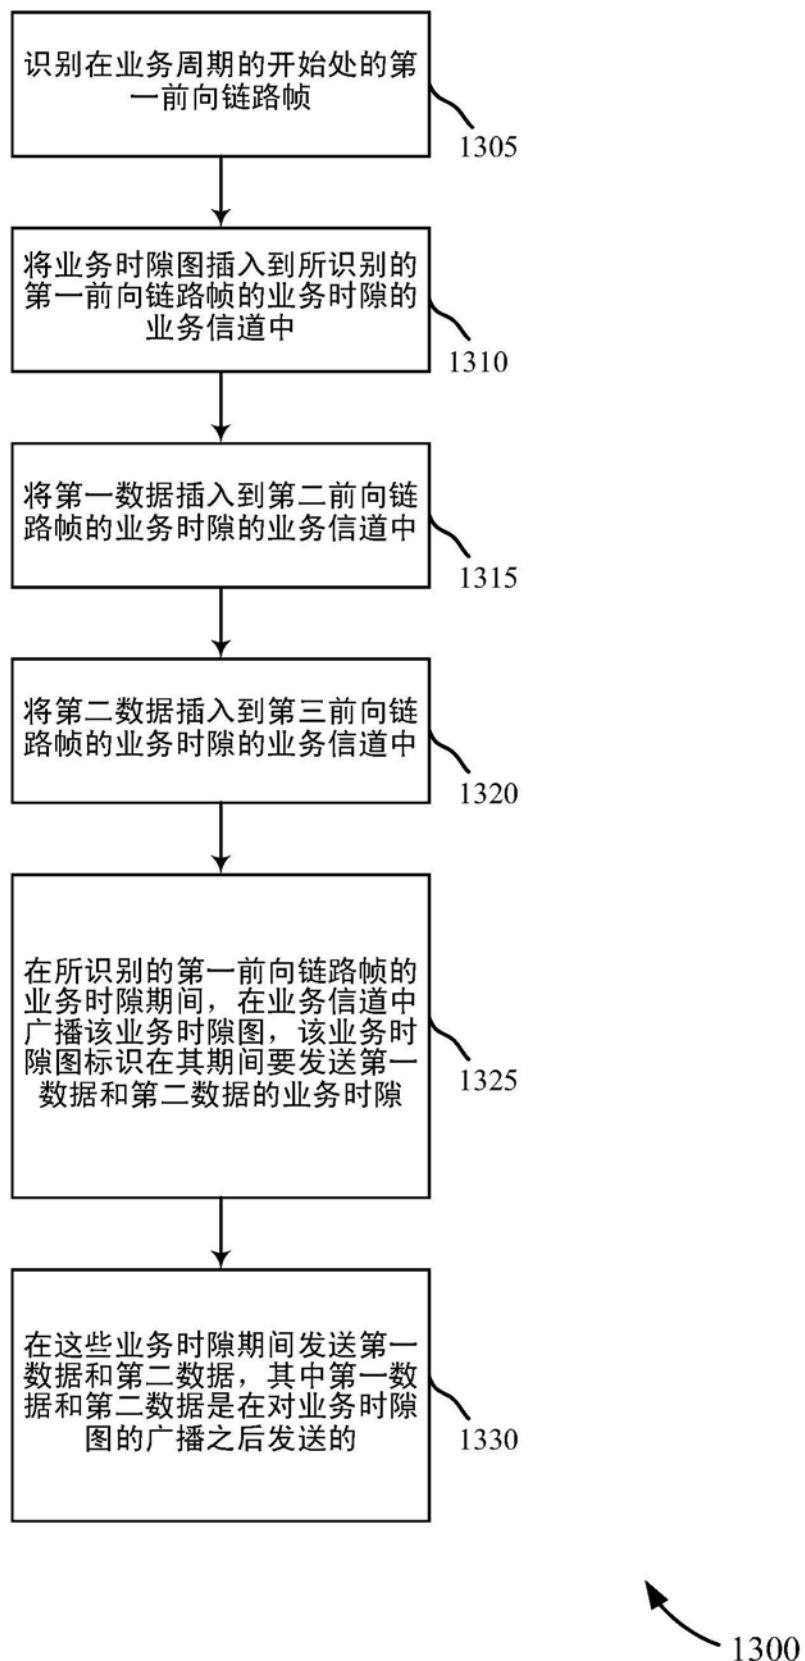 识别在业务周期的开始处的第
一前向链路帧
1305
将业务时隙图插入到所识别的
第一前向链路帧的业务时隙的
业务信道中
1310
将第一数据插入到第二前向链
路帧的业务时隙的业务信道中
1315
将第二数据插入到第三前向链
路帧的业务时隙的业务信道中
1320
在所识别的第一前向链路帧的
业务时隙期间，在业务信道中
广播该业务时隙图，该业务时
隙图标识在其期间要发送第一
数据和第二数据的业务时隙
1325
在这些业务时隙期间发送第一
数据和第二数据，其中第一数
据和第二数据是在对业务时隙
图的广播之后发送的
1330
1300